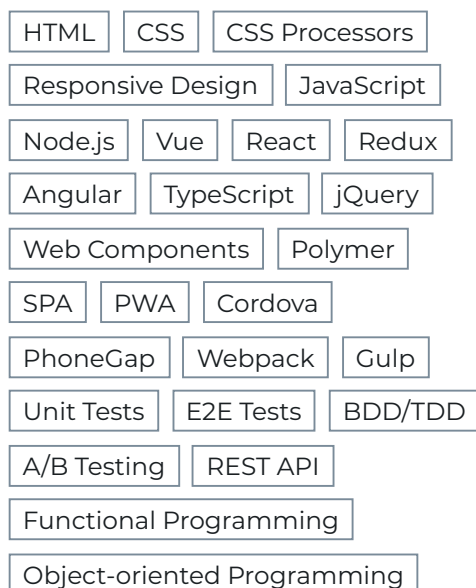 HTML CSS CSS Processors
Responsive Design JavaScript
Node.js Vue React Redux
Angular TypeScript jQuery
Web Components Polymer
SPA PWA Cordova
PhoneGap Webpack Gulp
Unit Tests E2E Tests BDD/TDD
A/B Testing REST API
Functional Programming
Object-oriented Programming